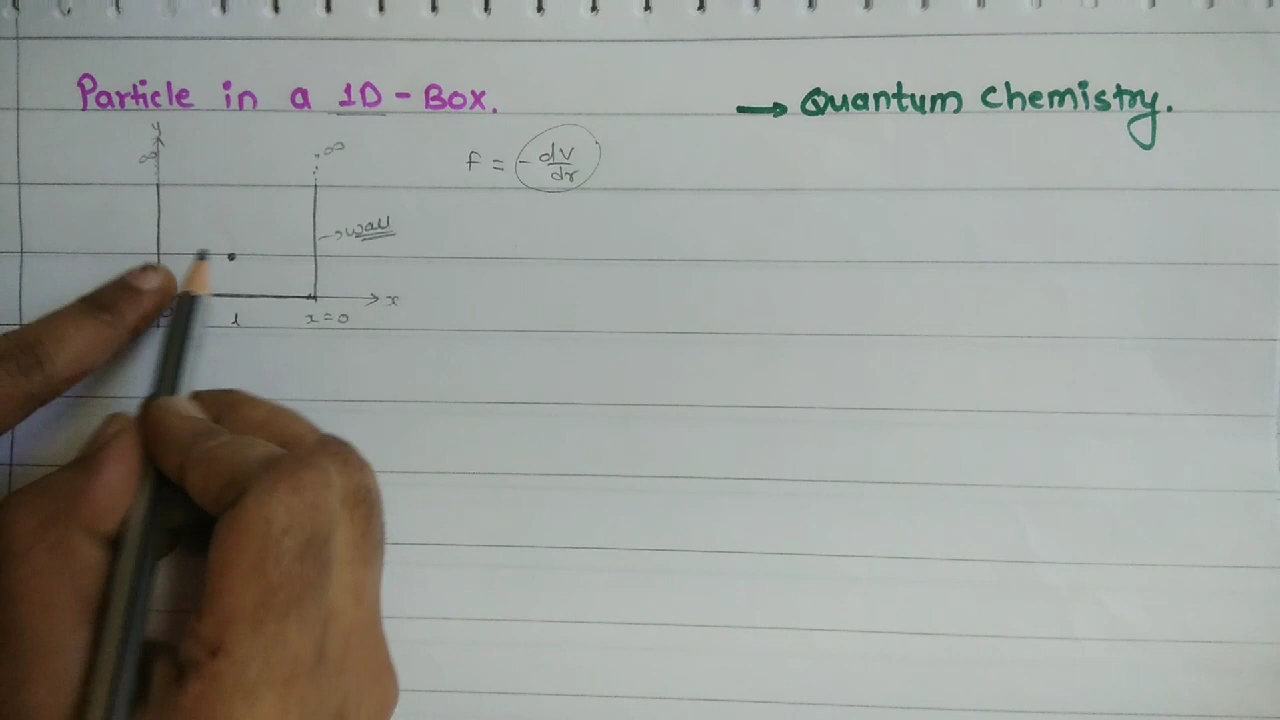 Particle in a 1D - Box.
→ Quantum Chemistry.
y
∞
∞
f = - dV/dr
→ wall
x
l
x = 0